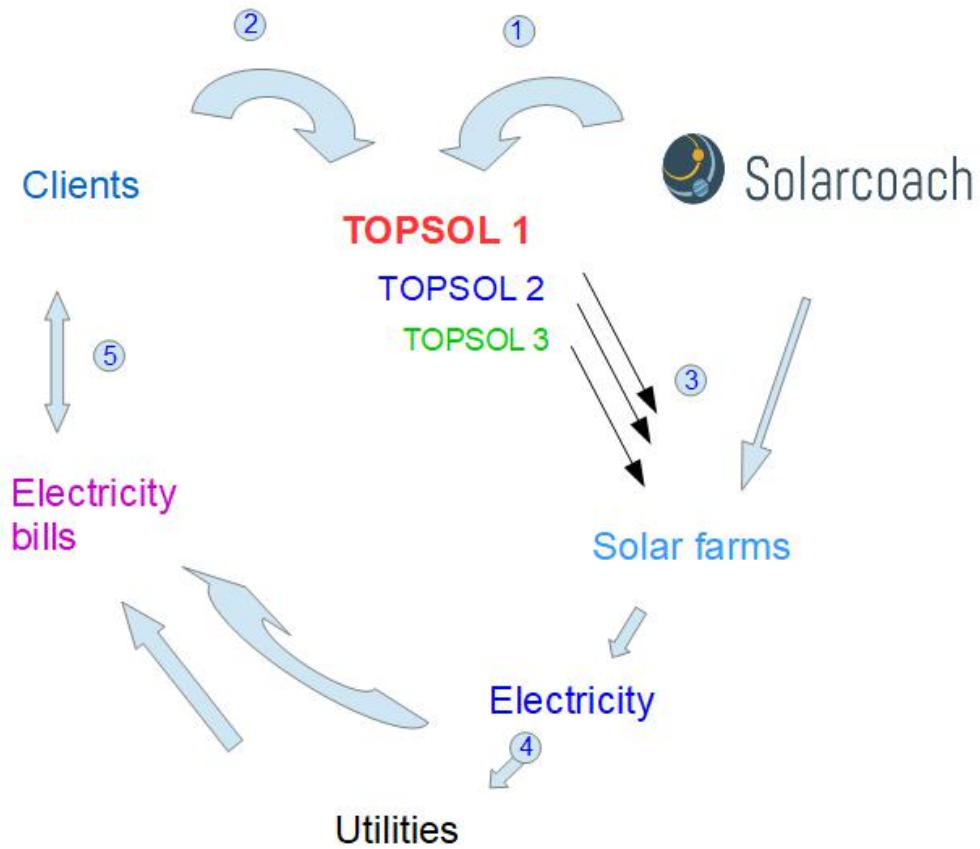 2
1
Clients
Solarcoach
TOPSOL 1
TOPSOL 2
TOPSOL 3
5
3
Electricity
bills
Solar farms
Electricity
4
Utilities